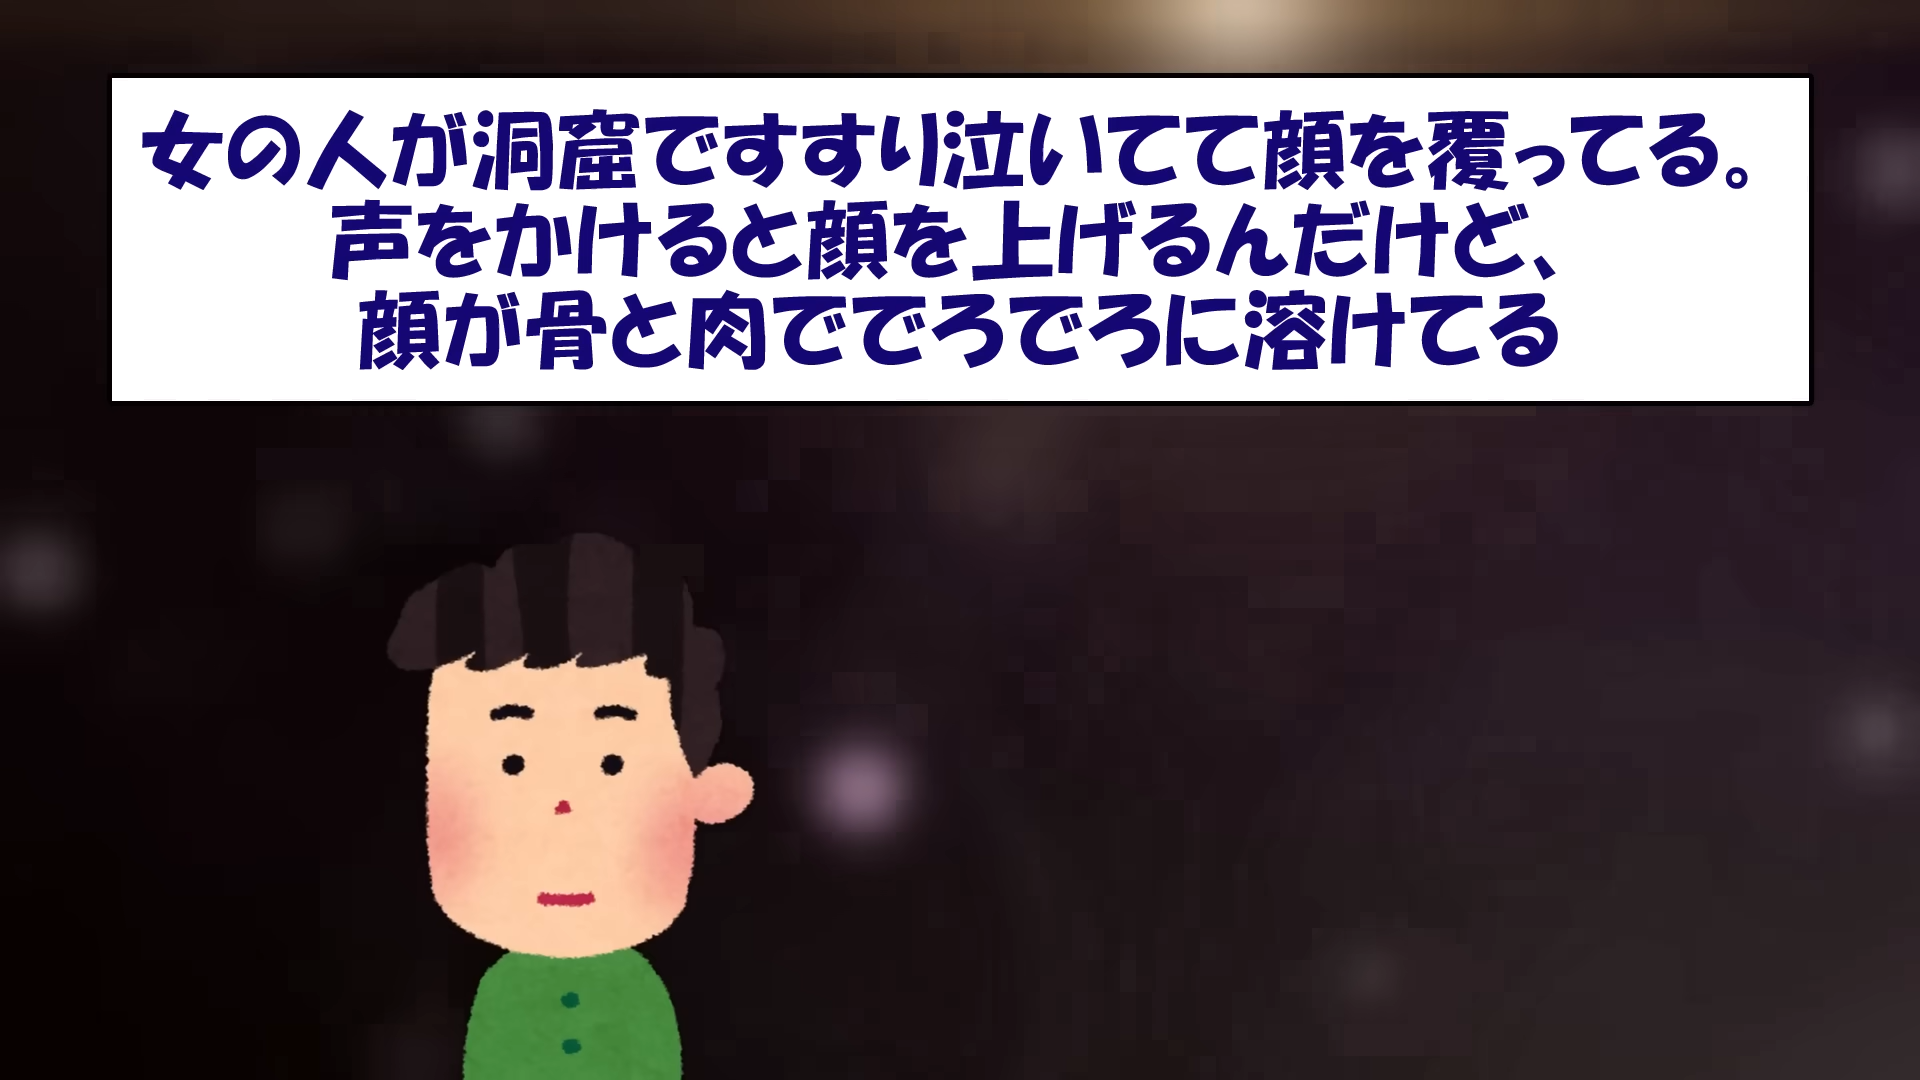 女の人が洞窟ですすり泣いてて顔を覆ってる。
声をかけると顔を上げるんだけど、
顔が骨と肉ででろでろに溶けてる